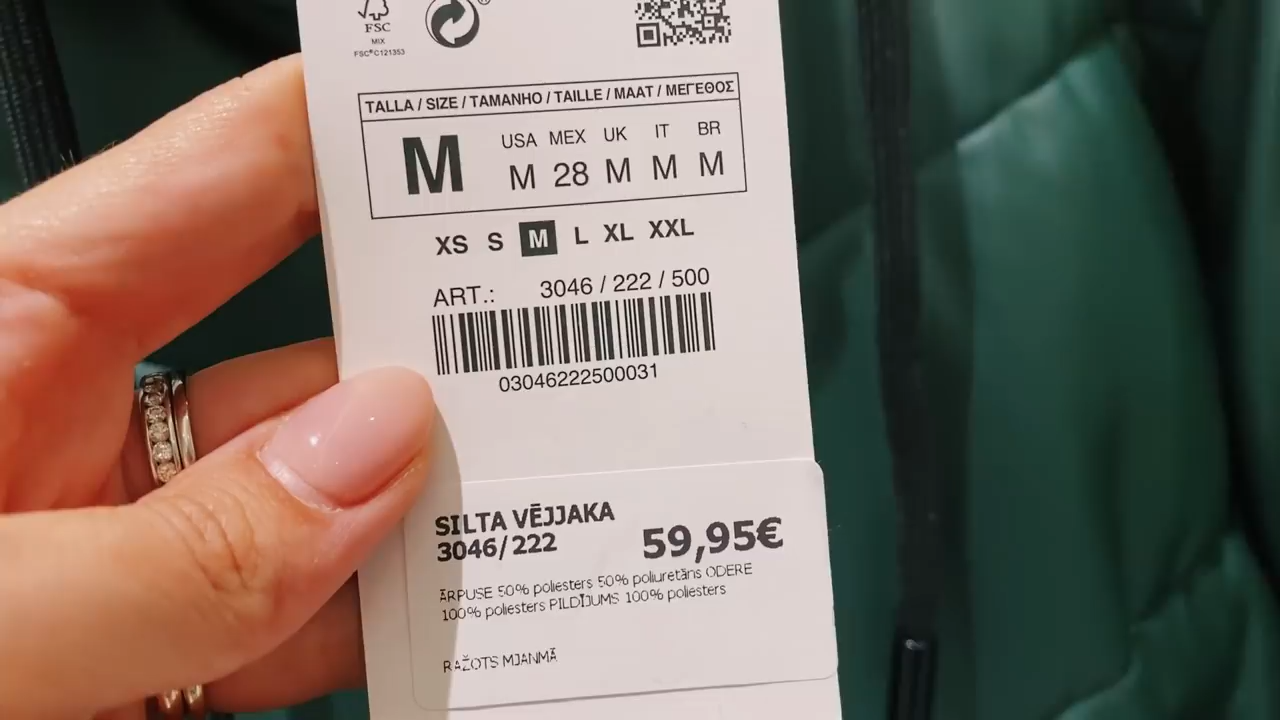 FSC
MIX
FSC® C121353
®
TALLA / SIZE / TAMANHO / TAILLE / MAAT / ΜΕΓΕΘΟΣ
USA MEX UK IT BR
M M 28 M M M
XS S M L XL XXL
ART.: 3046 / 222 / 500
03046222500031
SILTA VĒJJAKA
3046/222 59,95€
ĀRPUSE 50% poliesters 50% poliuretāns ODERE
100% poliesters PILDĪJUMS 100% poliesters
RAŽOTS MJANMĀ